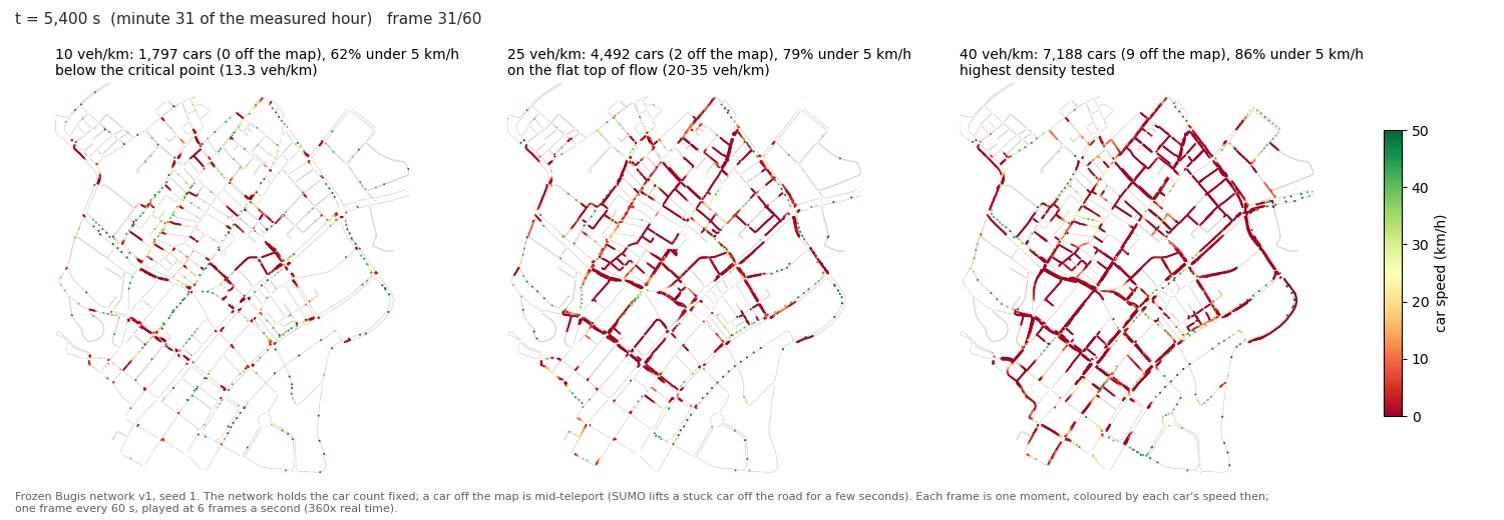 t = 5,400 s  (minute 31 of the measured hour)   frame 31/60
10 veh/km: 1,797 cars (0 off the map), 62% under 5 km/h
below the critical point (13.3 veh/km)
25 veh/km: 4,492 cars (2 off the map), 79% under 5 km/h
on the flat top of flow (20-35 veh/km)
40 veh/km: 7,188 cars (9 off the map), 86% under 5 km/h
highest density tested
50
40
30
20
10
0
car speed (km/h)
Frozen Bugis network v1, seed 1. The network holds the car count fixed; a car off the map is mid-teleport (SUMO lifts a stuck car off the road for a few seconds). Each frame is one moment, coloured by each car's speed then;
one frame every 60 s, played at 6 frames a second (360x real time).